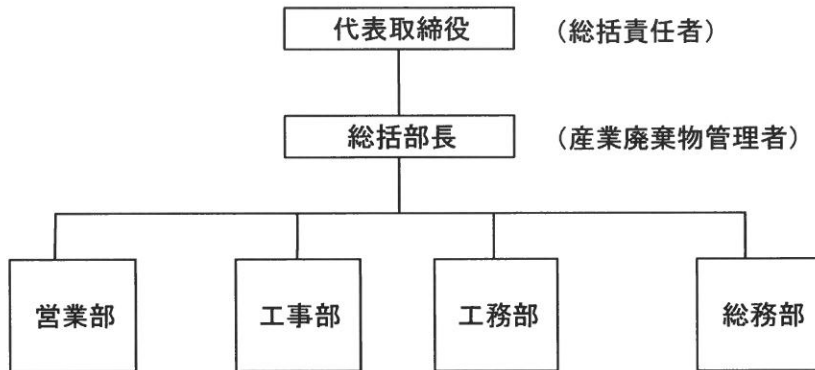 代表取締役 (総括責任者)
総括部長 (産業廃棄物管理者)
営業部 工事部 工務部 総務部